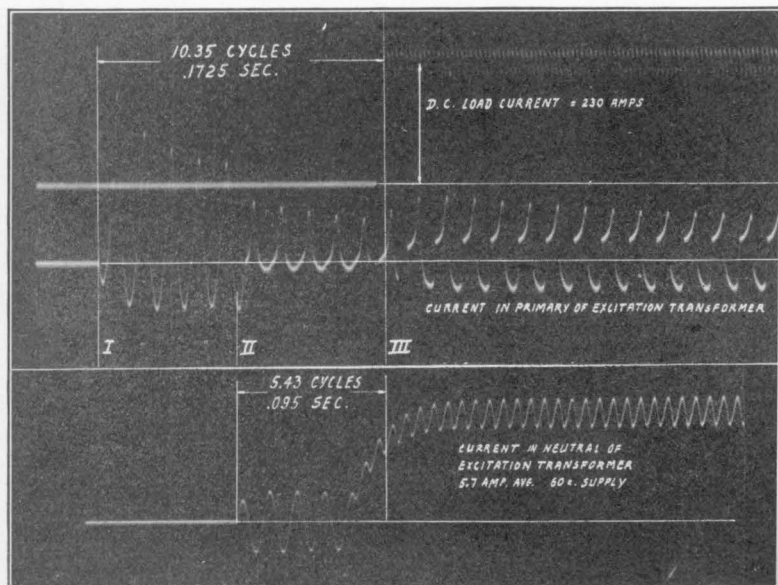 10.35 CYCLES
.1725 SEC.
D.C. LOAD CURRENT = 230 AMPS
CURRENT IN PRIMARY OF EXCITATION TRANSFORMER
I II III
5.43 CYCLES
.095 SEC.
CURRENT IN NEUTRAL OF
EXCITATION TRANSFORMER
5.7 AMP. AVG. 60~. SUPPLY